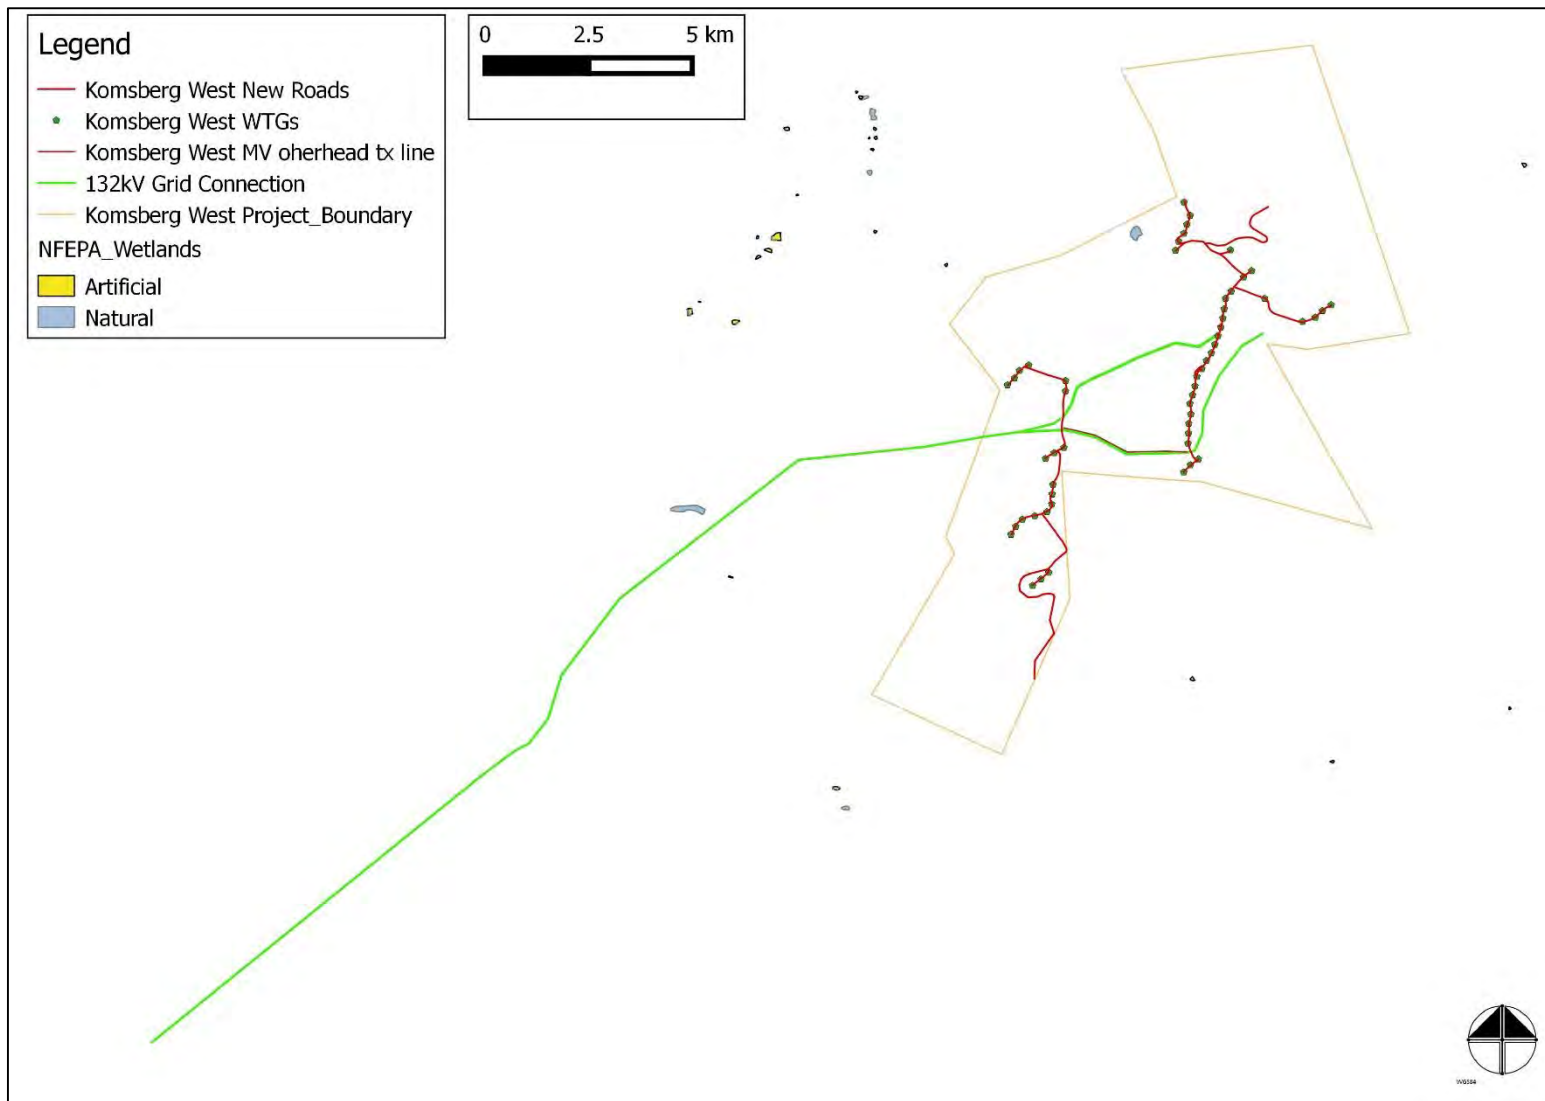 Legend
Komsberg West New Roads
Komsberg West WTGs
Komsberg West MV oherhead tx line
132kV Grid Connection
Komsberg West Project_Boundary
NFEPA_Wetlands
Artificial
Natural
0 2.5 5 km